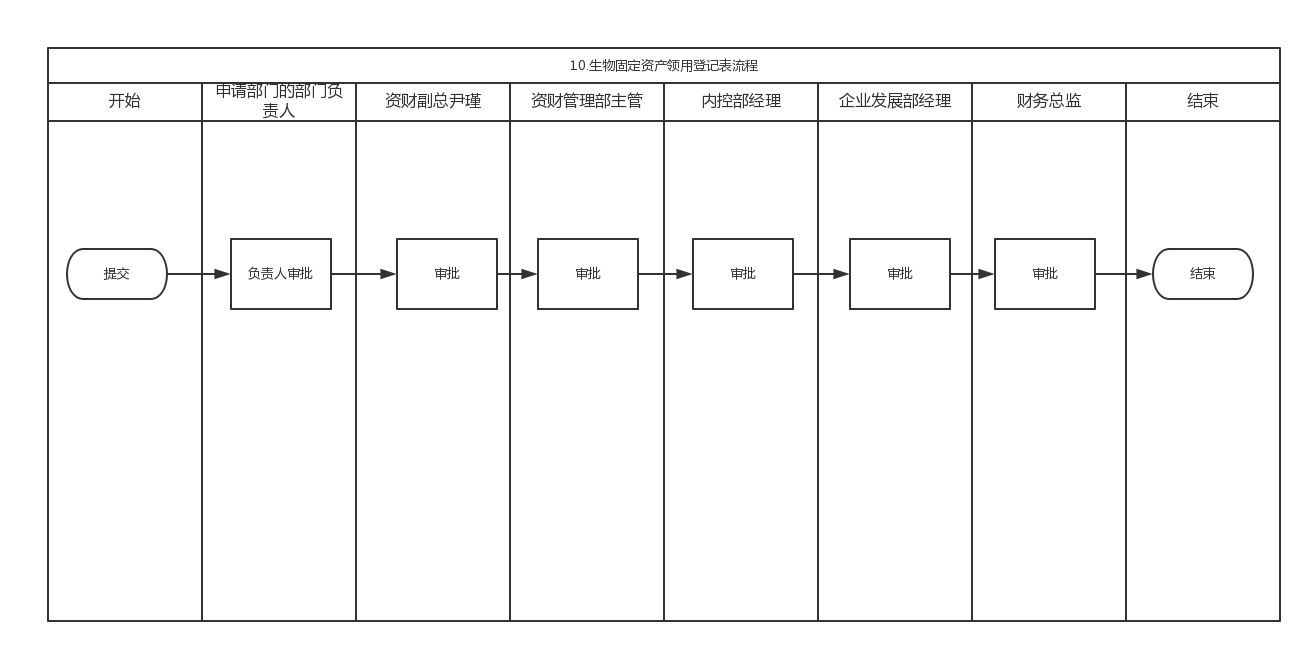 10.生物固定资产领用登记表流程
开始
申请部门的部门负
责人
资财副总尹瑾
资财管理部主管
内控部经理
企业发展部经理
财务总监
结束
提交
负责人审批
审批
审批
审批
审批
审批
结束